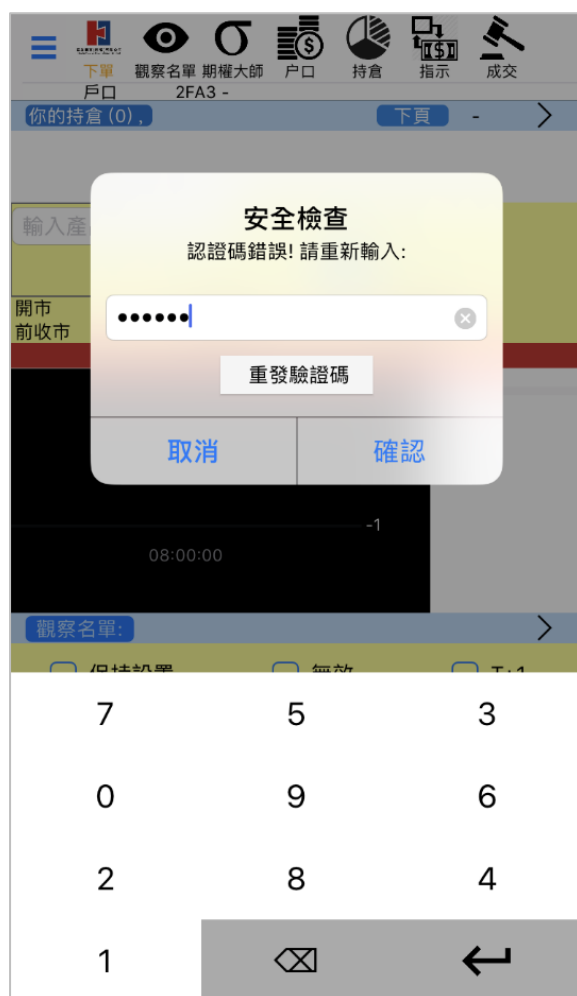 下單 觀察名單 期權大師 户口 持倉 指示 成交
戶口 2FA3 -
你的持倉 (0) , 下頁 -
輸入產
安全檢查
認證碼錯誤! 請重新輸入:
開市
前收市
重發驗證碼
取消 確認
-1
08:00:00
觀察名單:
保持設置 無效 T+1
7 5 3
0 9 6
2 8 4
1